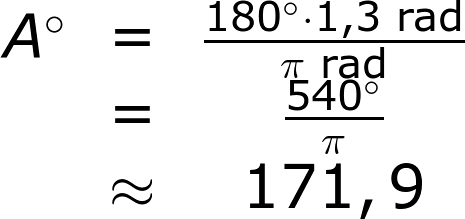 A° = 180°·1,3 rad / π rad
= 540° / π
≈ 171,9